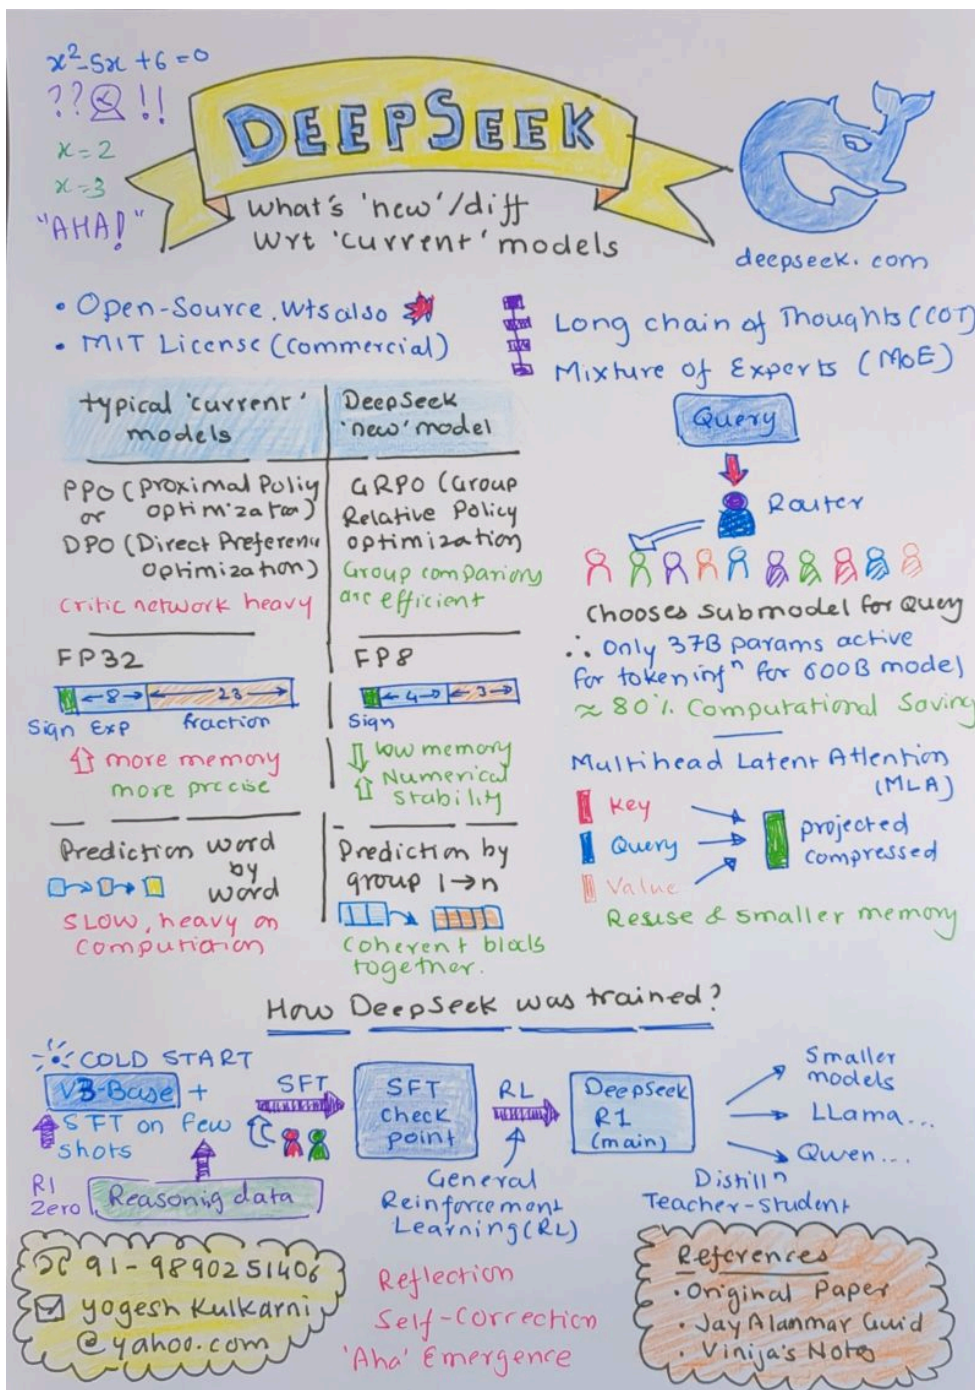 x²-5x+6=0
?? !!
x=2
x=3
"AHA!"
DEEPSEEK
What's 'new'/diff
Wrt 'current' models
deepseek.com
• Open-Source. Wts also
• MIT License (Commercial)
Long chain of Thoughts (COT)
Mixture of Experts (MoE)
typical 'current'
models
DeepSeek
'new' model
PPO (Proximal Policy
or optimization)
DPO (Direct Preference
Optimization)
Critic network heavy
GRPO (Group
Relative Policy
optimization
Group comparions
are efficient
FP32
8 23
Sign Exp fraction
more memory
more precise
FP8
4 3
Sign
low memory
Numerical
stability
Prediction word
by
word
SLOW, heavy on
Prediction by
group 1→n
Coherent
together.
Query
Router
Chooses submodel for Query
∴ Only 37B params active
for token infⁿ for 600B model
≈ 80% Computational Saving
Multihead Latent Attention
(MLA)
Key
Query
Value
projected
compressed
Resuse & smaller memory
How DeepSeek was trained?
COLD START
V3-Base +
SFT on Few
shots
R1
Zero
Reasonig data
SFT
SFT
check
point
RL
General
Reinforcement
Learning (RL)
DeepSeek
R1
(main)
Smaller
models
LLama...
Qwen...
Distillⁿ
Teacher-Student
91-9890251406
yogesh Kulkarni
@yahoo.com
Reflection
Self-Correction
'Aha' Emergence
References
• Original Paper
• Jay Alammar Guid
• Vinija's Notes